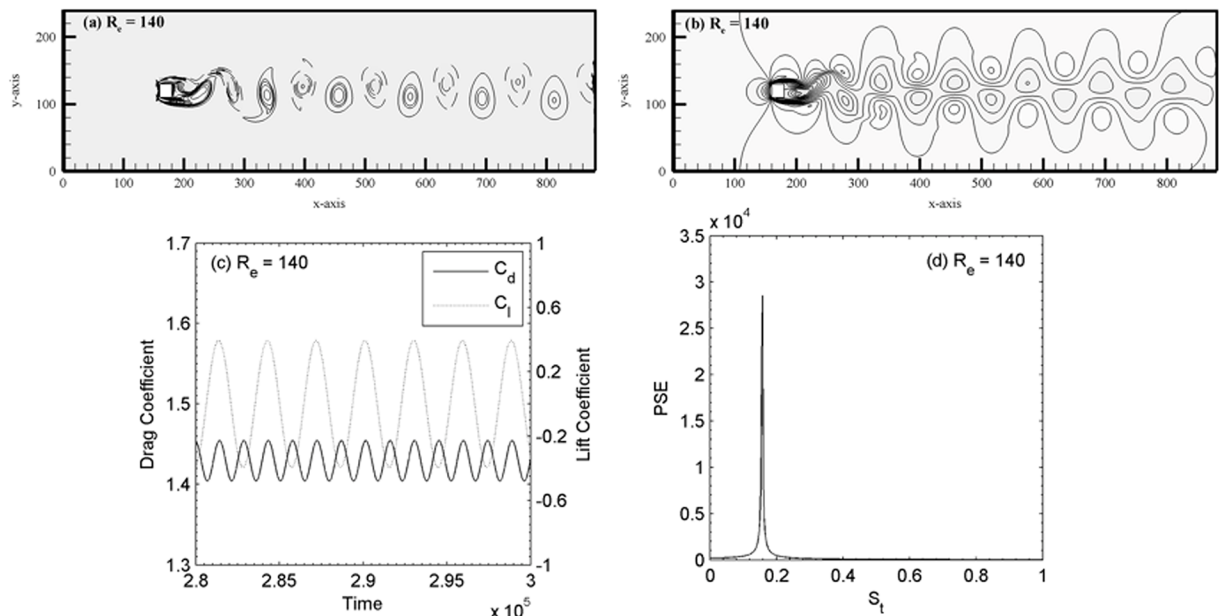 (a) Re = 140
200
100
0
y-axis
0 100 200 300 400 500 600 700 800
x-axis
(b) Re = 140
200
100
0
y-axis
0 100 200 300 400 500 600 700 800
x-axis
(c) Re = 140
Cd
Cl
1.7
1.6
1.5
1.4
1.3
Drag Coefficient
1
0.6
0.2
-0.2
-0.6
-1
Lift Coefficient
2.8 2.85 2.9 2.95 3
Time
x 10^5
x 10^4
(d) Re = 140
3.5
3
2.5
2
1.5
1
0.5
0
PSE
0 0.2 0.4 0.6 0.8 1
St